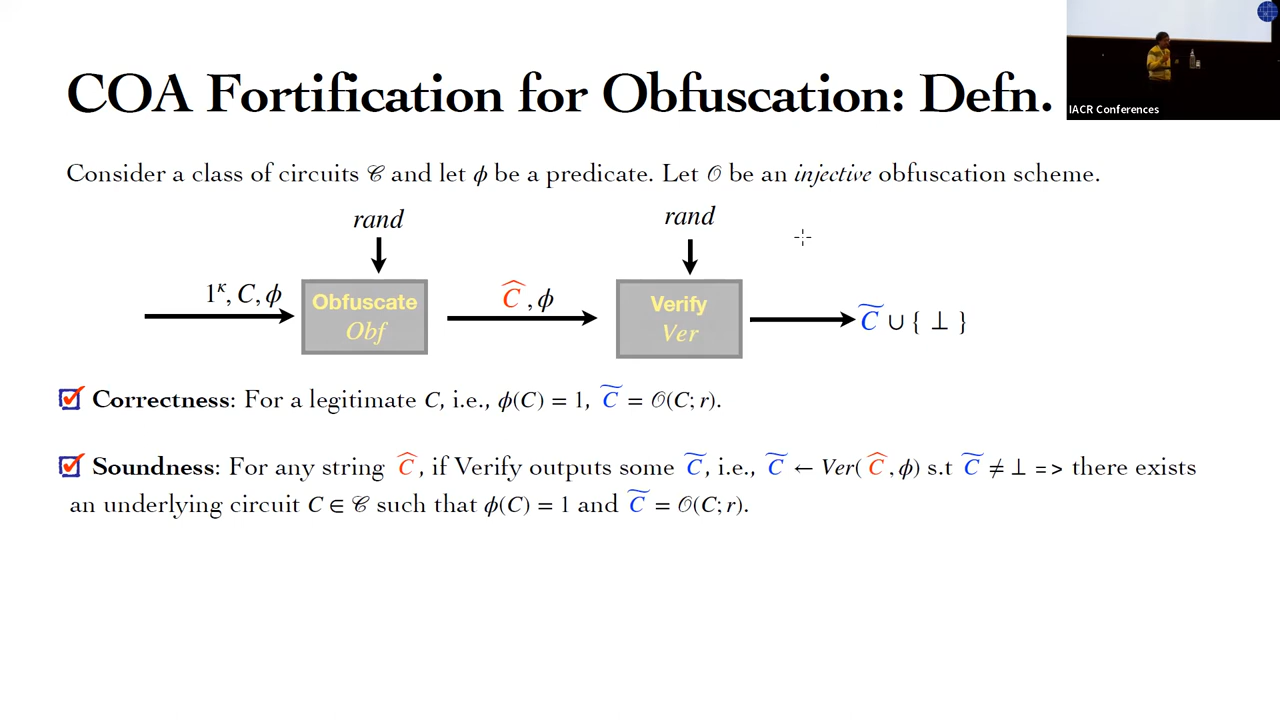 COA Fortification for Obfuscation: Defn.
IACR Conferences
Consider a class of circuits 𝒞 and let ϕ be a predicate. Let 𝒪 be an injective obfuscation scheme.
rand
rand
1^κ, C, ϕ
Obfuscate
Obf
Ĉ, ϕ
Verify
Ver
C̃ ∪ { ⊥ }
Correctness: For a legitimate C, i.e., ϕ(C) = 1, C̃ = 𝒪(C; r).
Soundness: For any string Ĉ, if Verify outputs some C̃, i.e., C̃ ← Ver(Ĉ, ϕ) s.t C̃ ≠ ⊥ => there exists
an underlying circuit C ∈ 𝒞 such that ϕ(C) = 1 and C̃ = 𝒪(C; r).